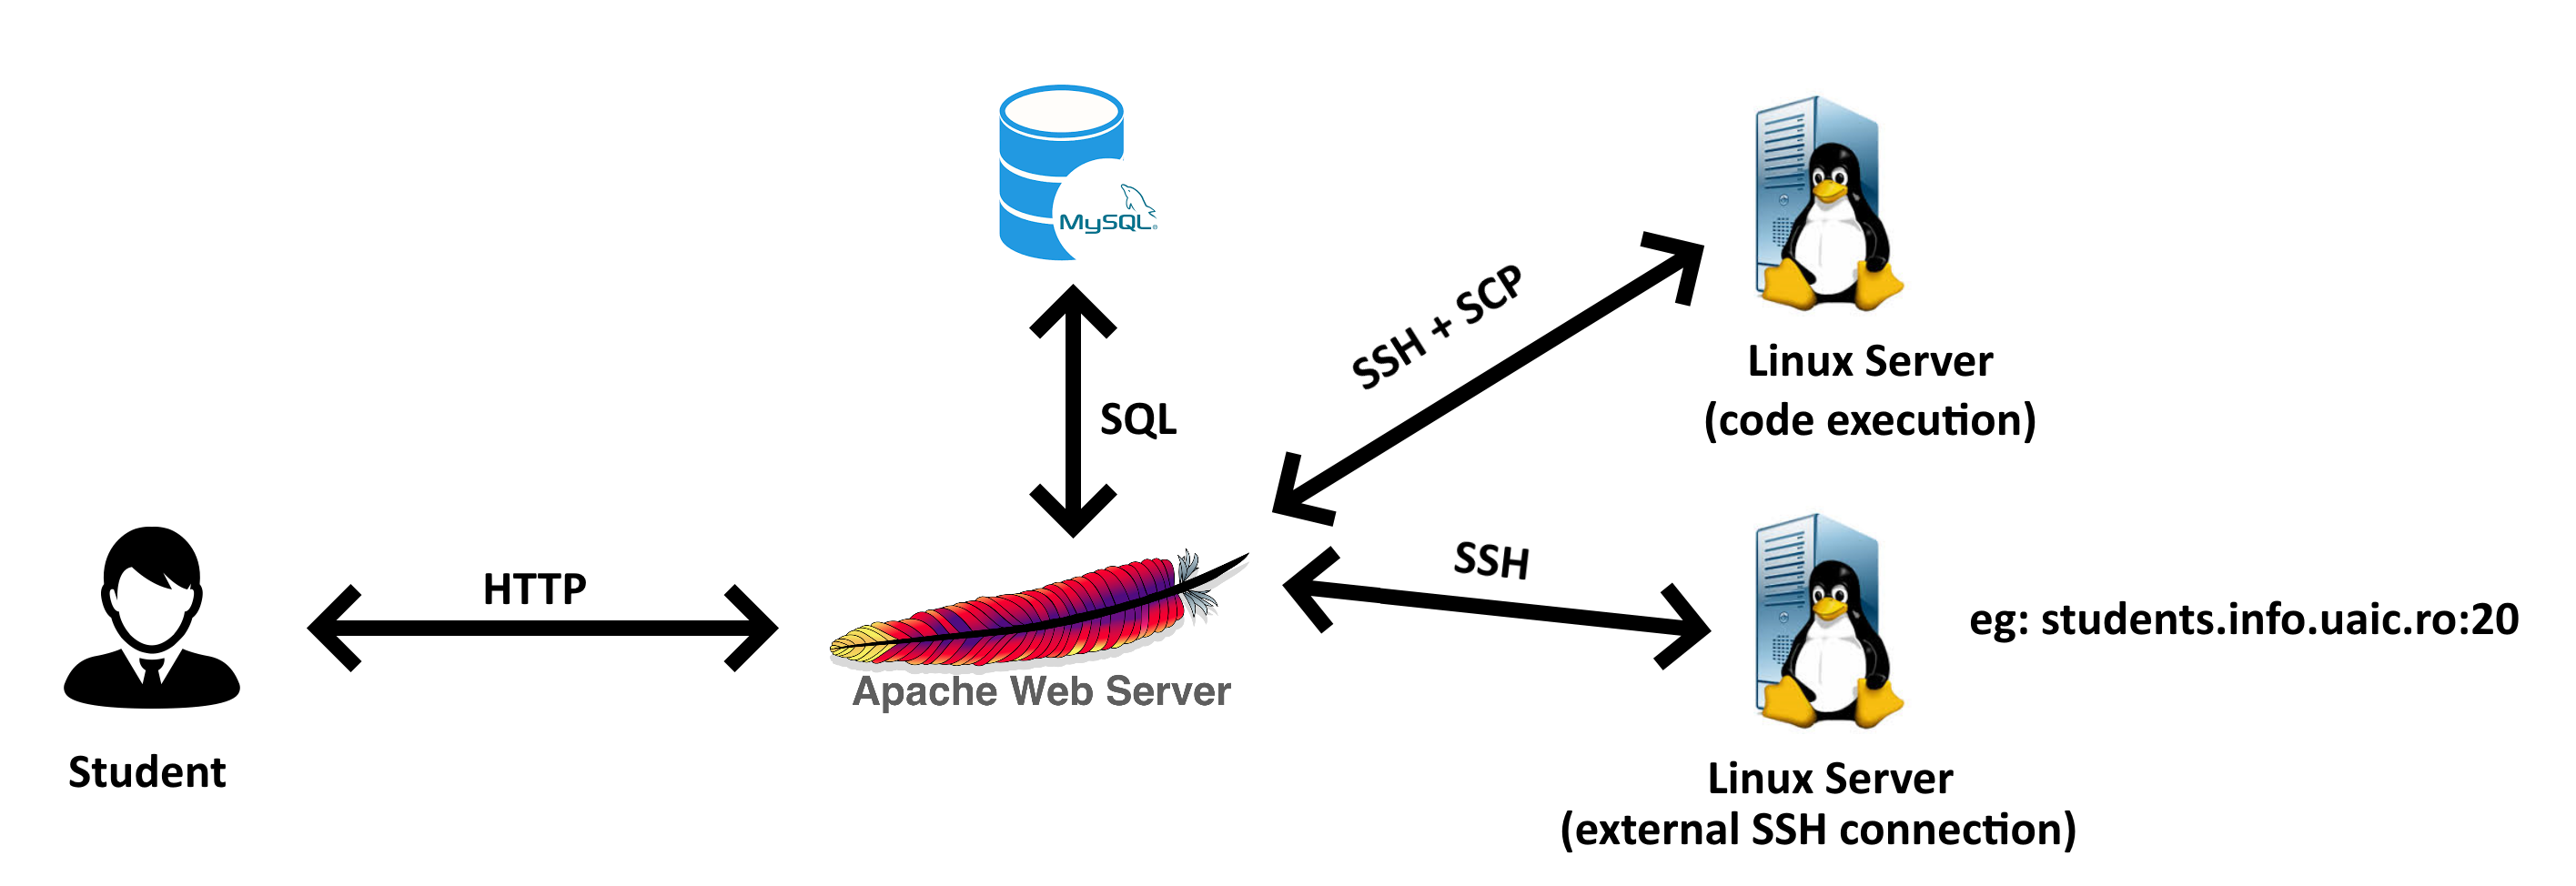 MySQL®
SSH + SCP
Linux Server
(code execution)
SQL
HTTP
SSH
eg: students.info.uaic.ro:20
Apache Web Server
Student
Linux Server
(external SSH connection)